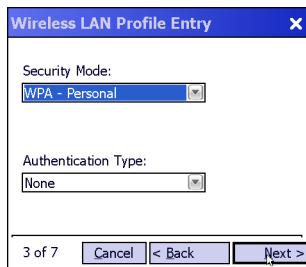 Wireless LAN Profile Entry
Security Mode:
WPA - Personal
Authentication Type:
None
3 of 7 Cancel < Back Next >